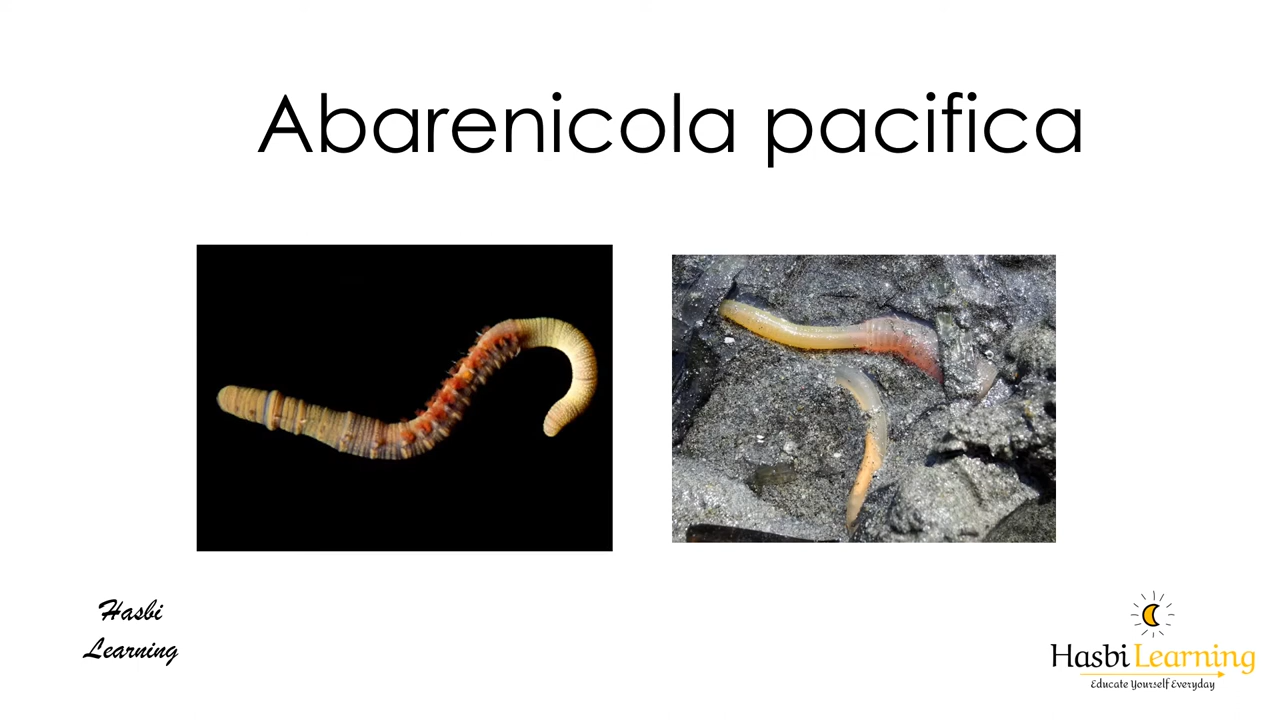 Abarenicola pacifica
Hasbi
Learning
Hasbi Learning
Educate Yourself Everyday